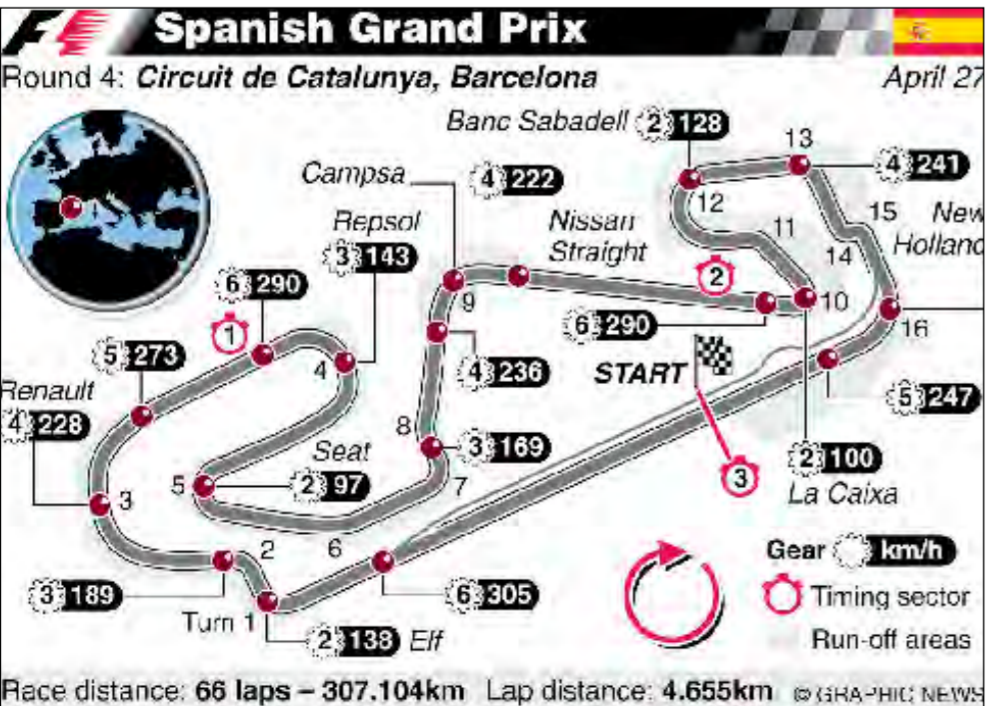 F1 Spanish Grand Prix
Round 4: Circuit de Catalunya, Barcelona April 27
Banc Sabadell 2 128
13
4 241
Campsa
4 222
12
11
15
New
Holland
Repsol
3 143
Nissan
Straight
14
2
6 290
1
9
10
16
6 290
5 273
4
START
4 236
Renault
4 228
5 247
8
3 169
Seat
2 97
5
7
3
2 100
La Caixa
3
2
6
Gear km/h
3 189
6 305
Timing sector
Turn 1
2 138 Elf
Run-off areas
Race distance: 66 laps – 307.104km Lap distance: 4.655km © GRAPHIC NEWS